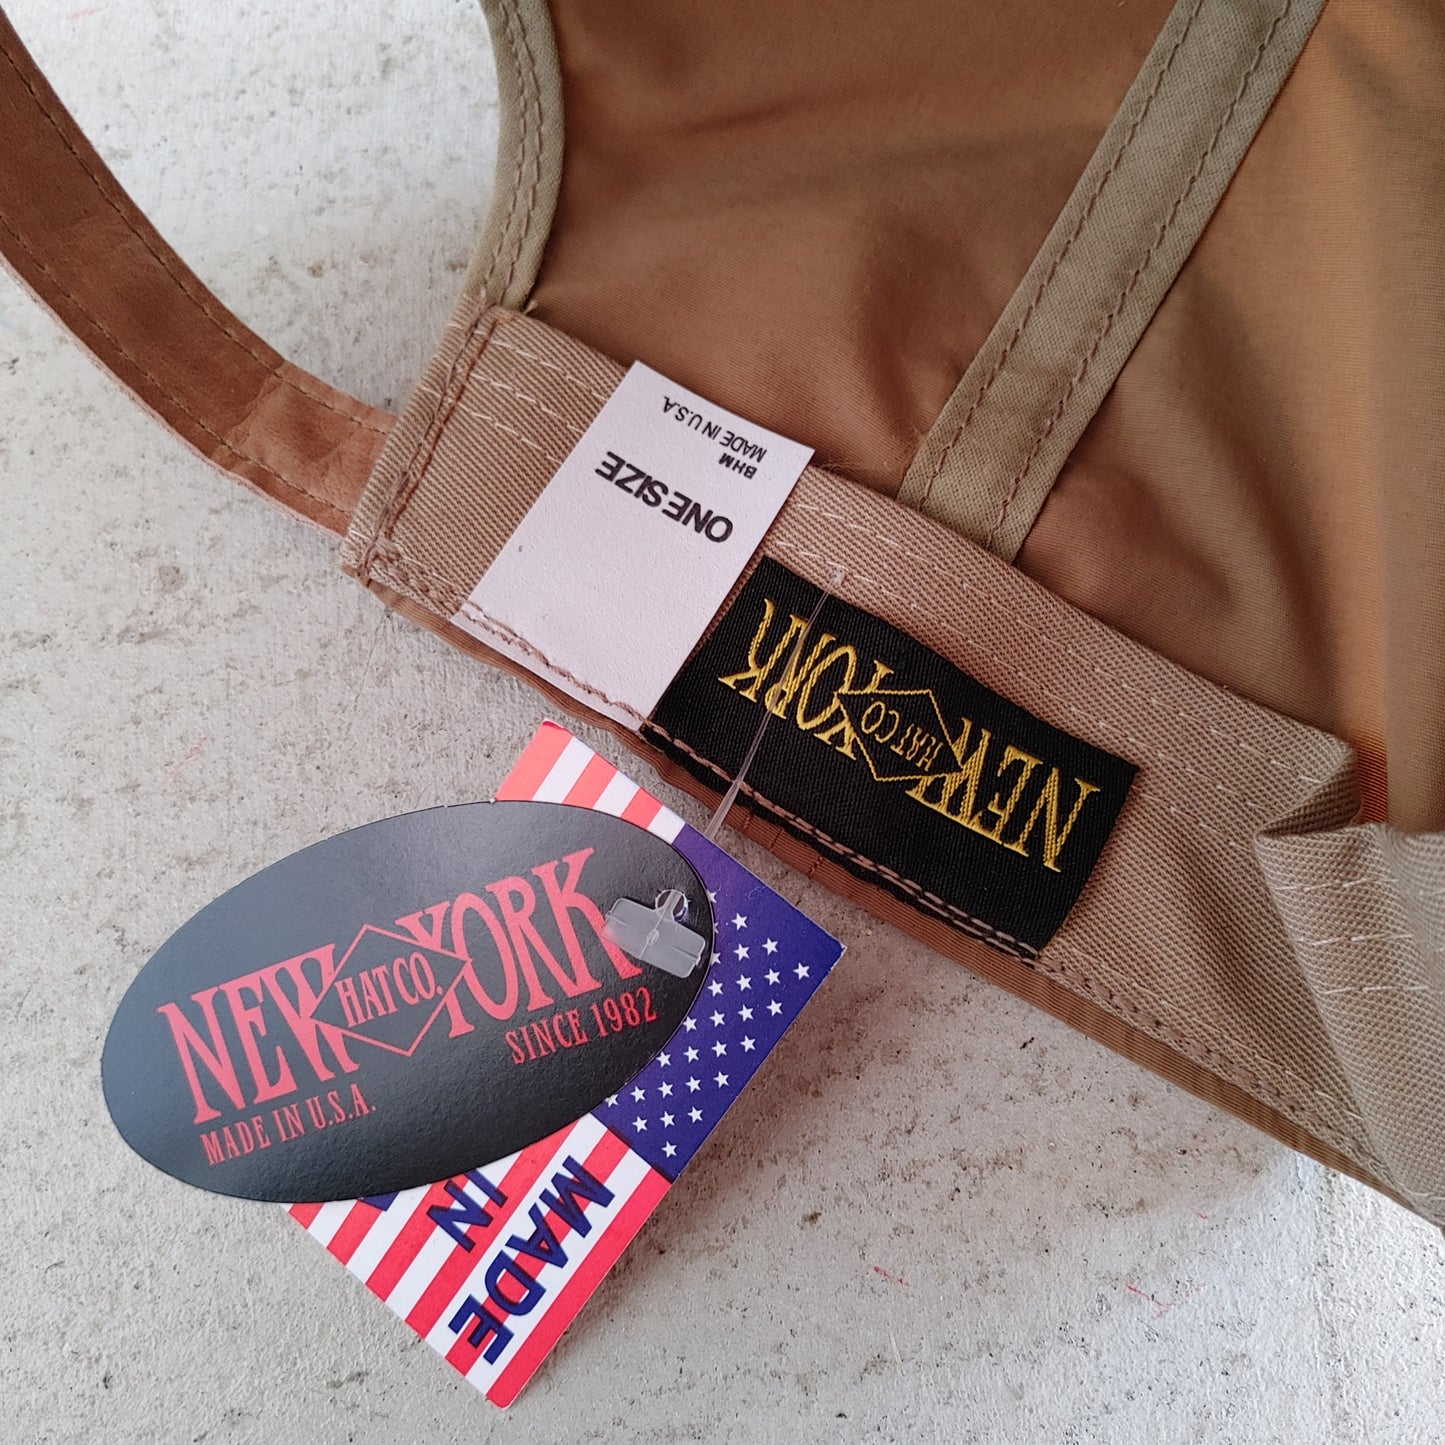 ONE SIZE
BHM
MADE IN U.S.A.
NEW YORK
HAT CO
NEW YORK
HAT CO.
SINCE 1982
MADE IN U.S.A.
MADE
IN